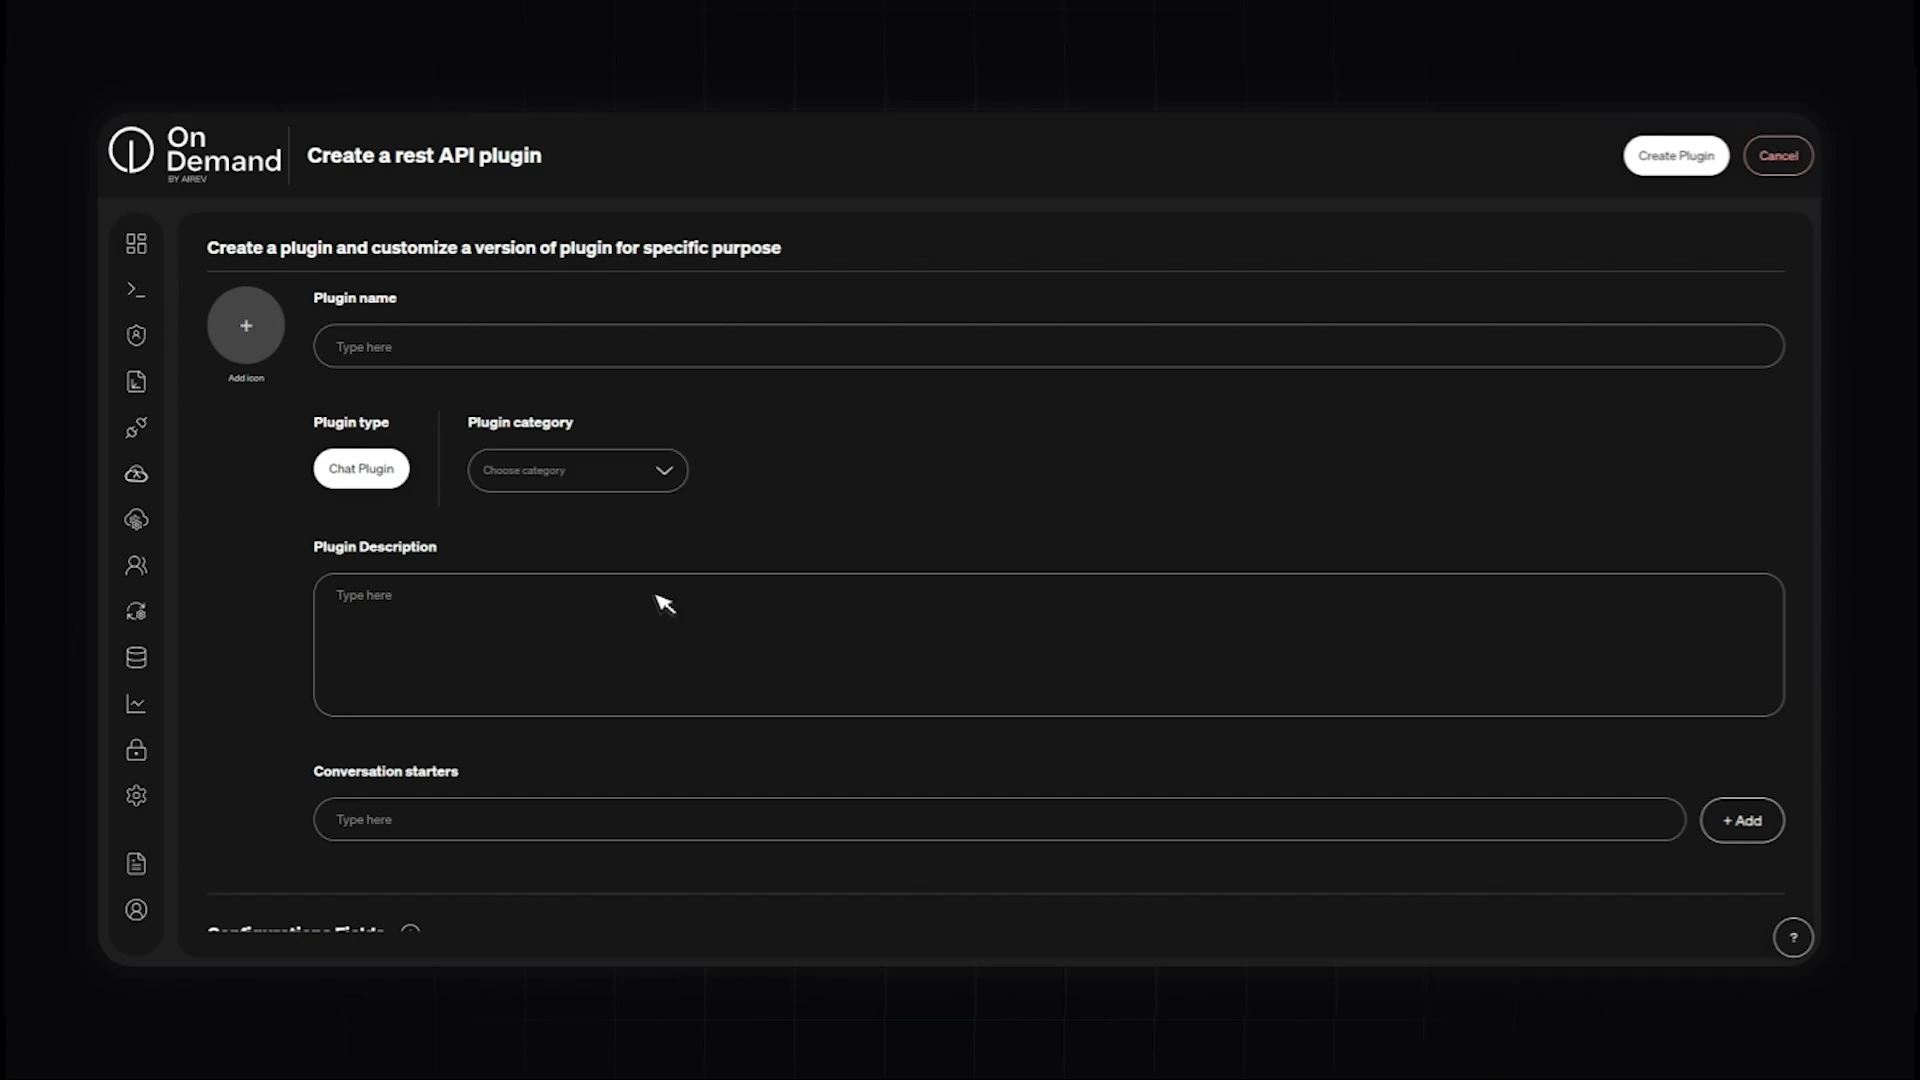 On
Demand
BY AIREV
Create a rest API plugin
Create Plugin
Cancel
Create a plugin and customize a version of plugin for specific purpose
+
Add icon
Plugin name
Type here
Plugin type
Chat Plugin
Plugin category
Choose category
Plugin Description
Type here
Conversation starters
Type here
+ Add
Configurations Fields
?